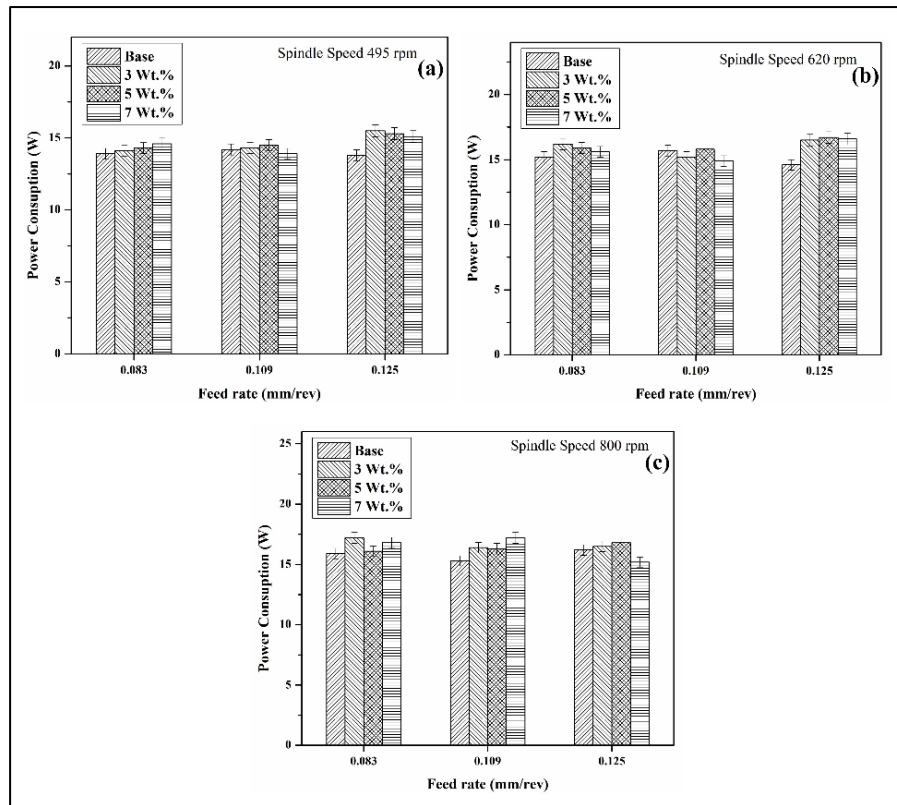 Spindle Speed 495 rpm
(a)
Base
3 Wt.%
5 Wt.%
7 Wt.%
20
15
10
5
0
Power Consuption (W)
0.083 0.109 0.125
Feed rate (mm/rev)
Spindle Speed 620 rpm
(b)
Base
3 Wt.%
5 Wt.%
7 Wt.%
20
15
10
5
0
Power Consuption (W)
0.083 0.109 0.125
Feed rate (mm/rev)
Spindle Speed 800 rpm
(c)
Base
3 Wt.%
5 Wt.%
7 Wt.%
25
20
15
10
5
0
Power Consuption (W)
0.083 0.109 0.125
Feed rate (mm/rev)